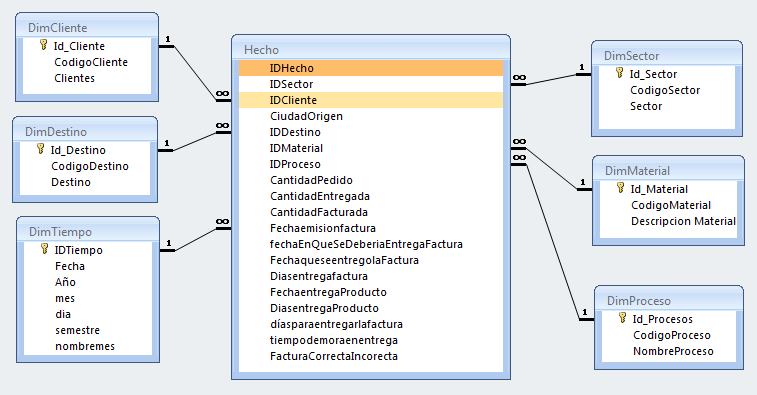 DimCliente
Id_Cliente
CodigoCliente
Clientes
1
∞
DimDestino
Id_Destino
CodigoDestino
Destino
1
∞
DimTiempo
IDTiempo
Fecha
Año
mes
dia
semestre
nombremes
1
∞
Hecho
IDHecho
IDSector
IDCliente
CiudadOrigen
IDDestino
IDMaterial
IDProceso
CantidadPedido
CantidadEntregada
CantidadFacturada
Fechaemisionfactura
fechaEnQueSeDeberiaEntregaFactura
FechaqueseentregolaFactura
Diasentregafactura
FechaentregaProducto
DiasentregaProducto
díasparaentregarlafactura
tiempodemoraenentrega
FacturaCorrectaIncorecta
∞
1
DimSector
Id_Sector
CodigoSector
Sector
∞
1
DimMaterial
Id_Material
CodigoMaterial
Descripcion Material
∞
1
DimProceso
Id_Procesos
CodigoProceso
NombreProceso